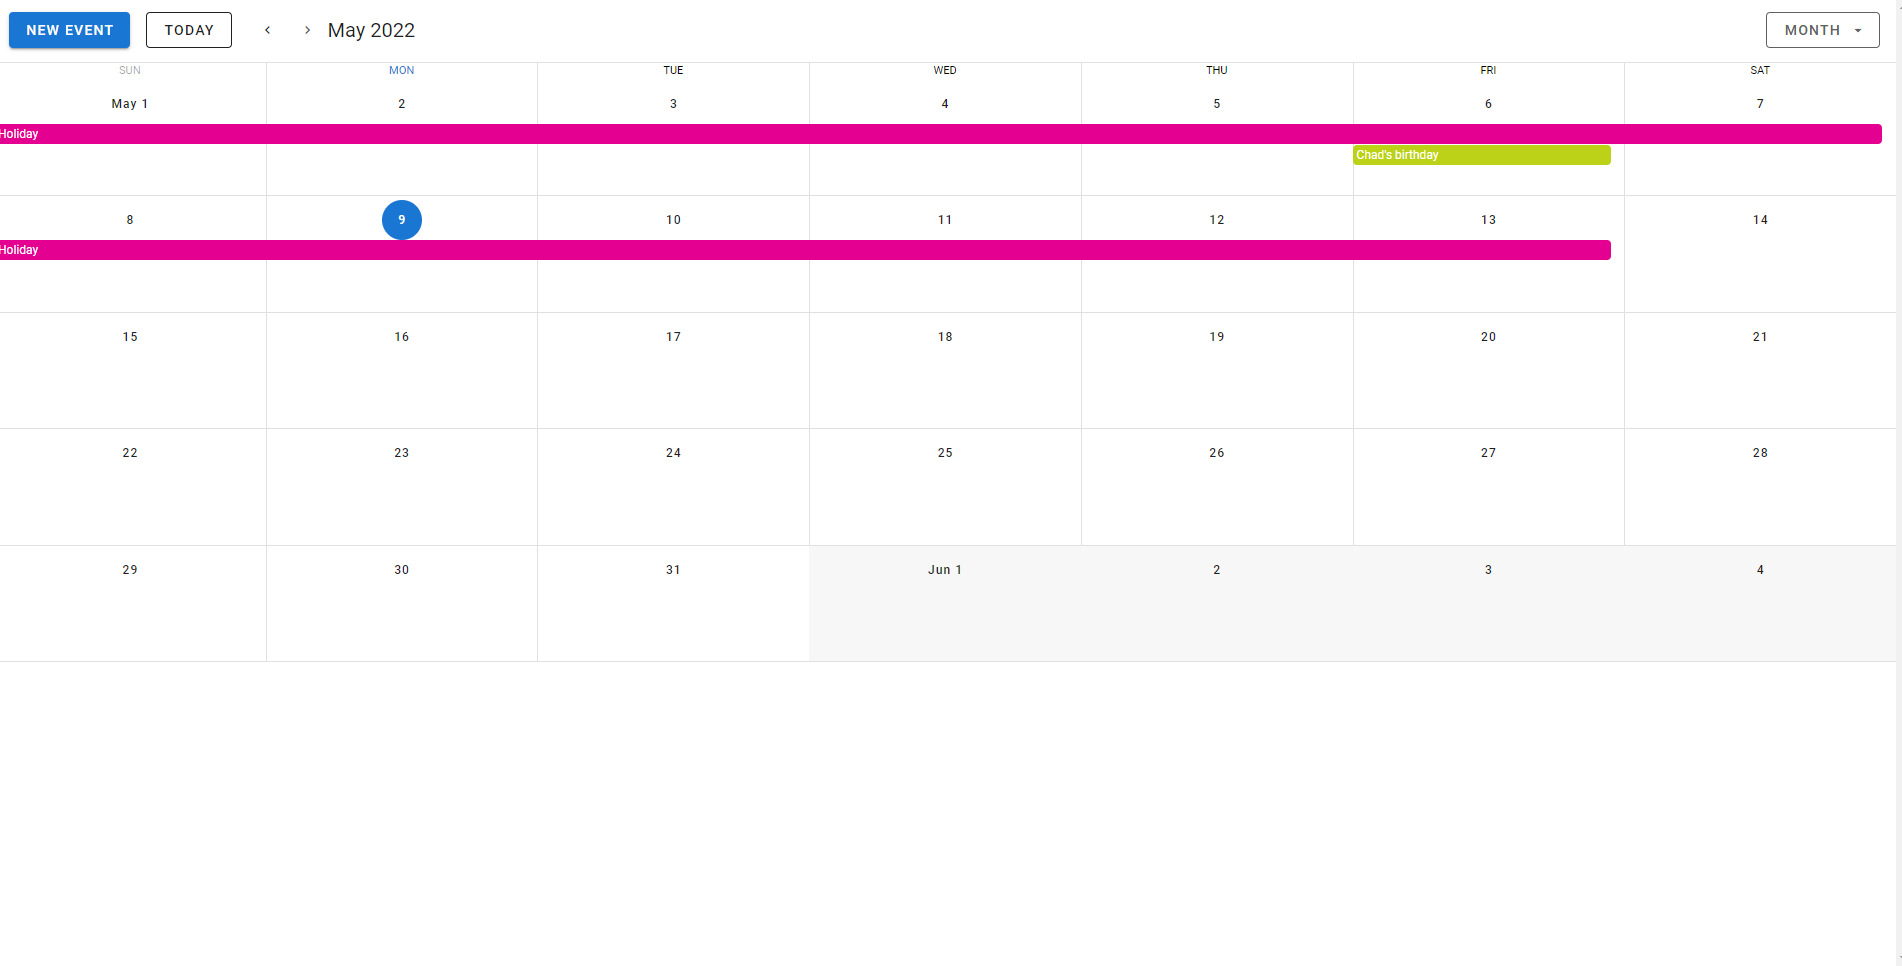 NEW EVENT TODAY May 2022 MONTH
SUN MON TUE WED THU FRI SAT
May 1 2 3 4 5 6 7
Holiday
Chad's birthday
8 9 10 11 12 13 14
Holiday
15 16 17 18 19 20 21
22 23 24 25 26 27 28
29 30 31 Jun 1 2 3 4